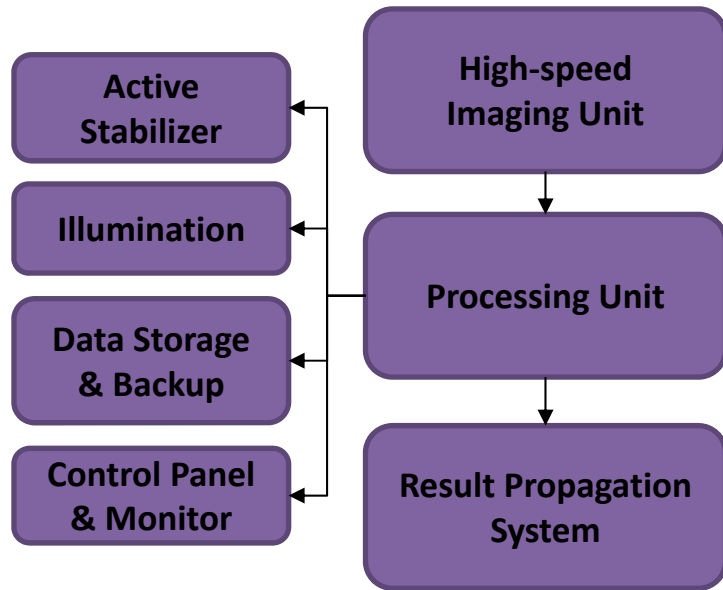 Active
Stabilizer
Illumination
Data Storage
& Backup
Control Panel
& Monitor
High-speed
Imaging Unit
Processing Unit
Result Propagation
System